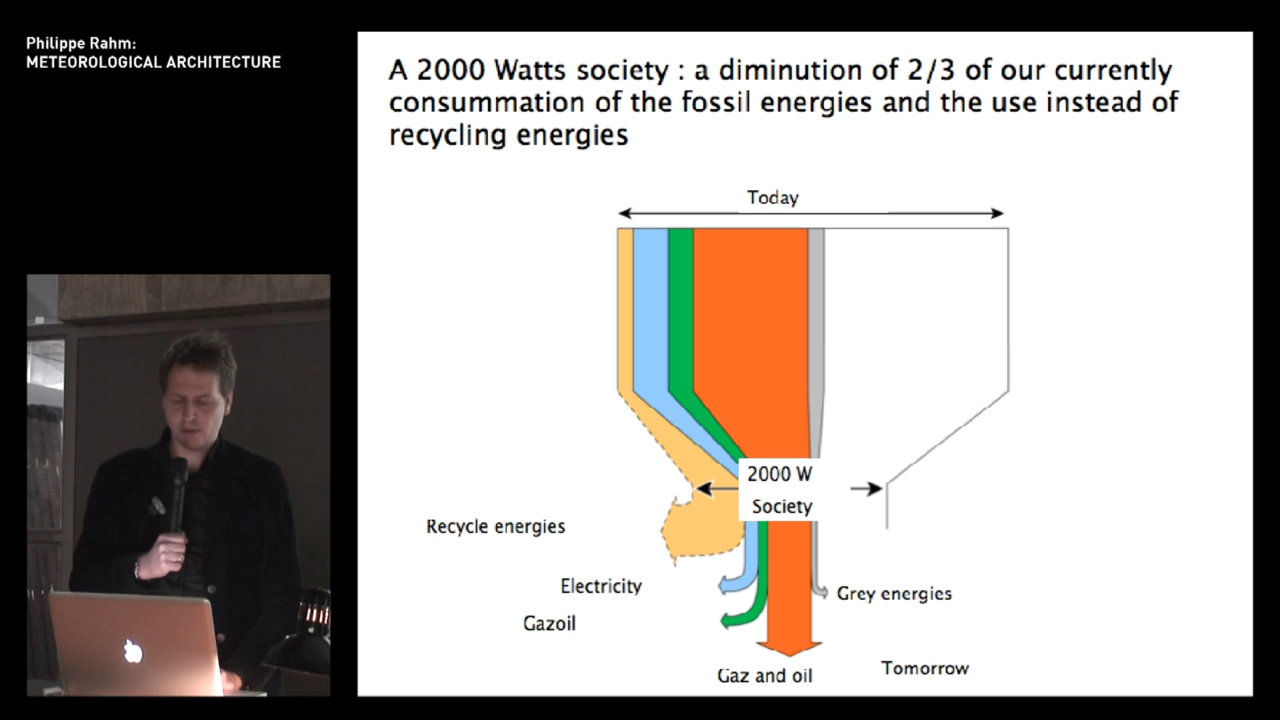 Philippe Rahm:
METEOROLOGICAL ARCHITECTURE
A 2000 Watts society : a diminution of 2/3 of our currently
consummation of the fossil energies and the use instead of
recycling energies
Today
2000 W
Society
Recycle energies
Electricity
Grey energies
Gazoil
Gaz and oil
Tomorrow